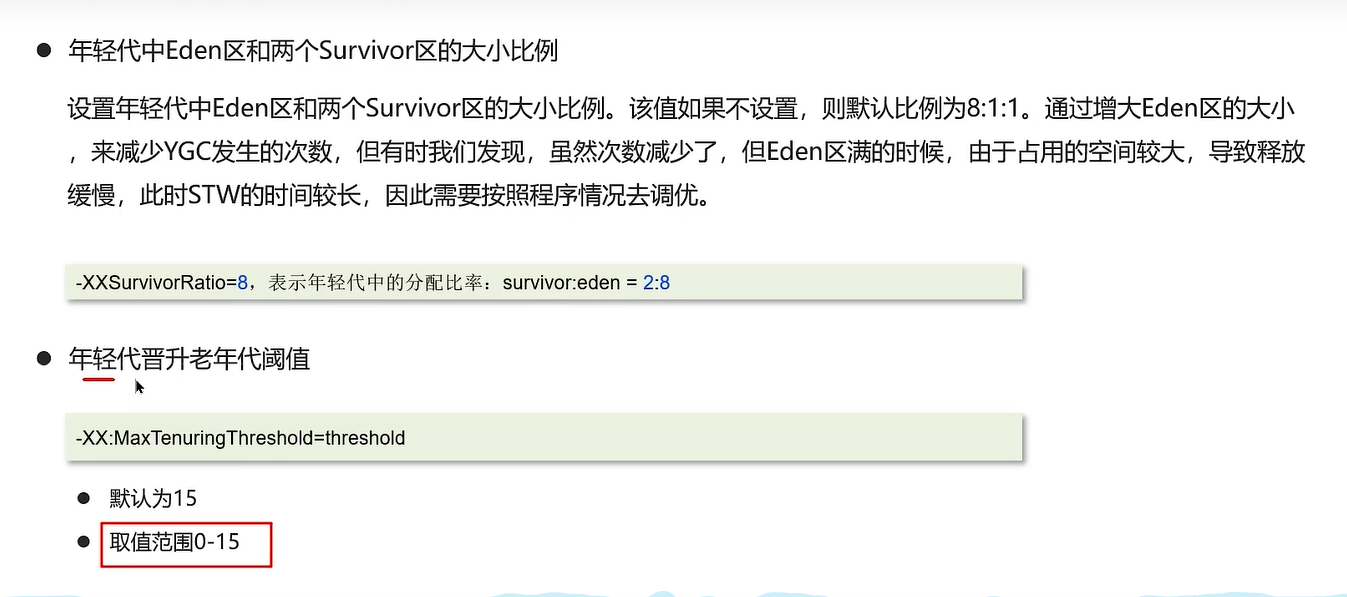 年轻代中Eden区和两个Survivor区的大小比例
设置年轻代中Eden区和两个Survivor区的大小比例。该值如果不设置，则默认比例为8:1:1。通过增大Eden区的大小
，来减少YGC发生的次数，但有时我们发现，虽然次数减少了，但Eden区满的时候，由于占用的空间较大，导致释放
缓慢，此时STW的时间较长，因此需要按照程序情况去调优。
-XXSurvivorRatio=8，表示年轻代中的分配比率：survivor:eden = 2:8
年轻代晋升老年代阈值
-XX:MaxTenuringThreshold=threshold
默认为15
取值范围0-15